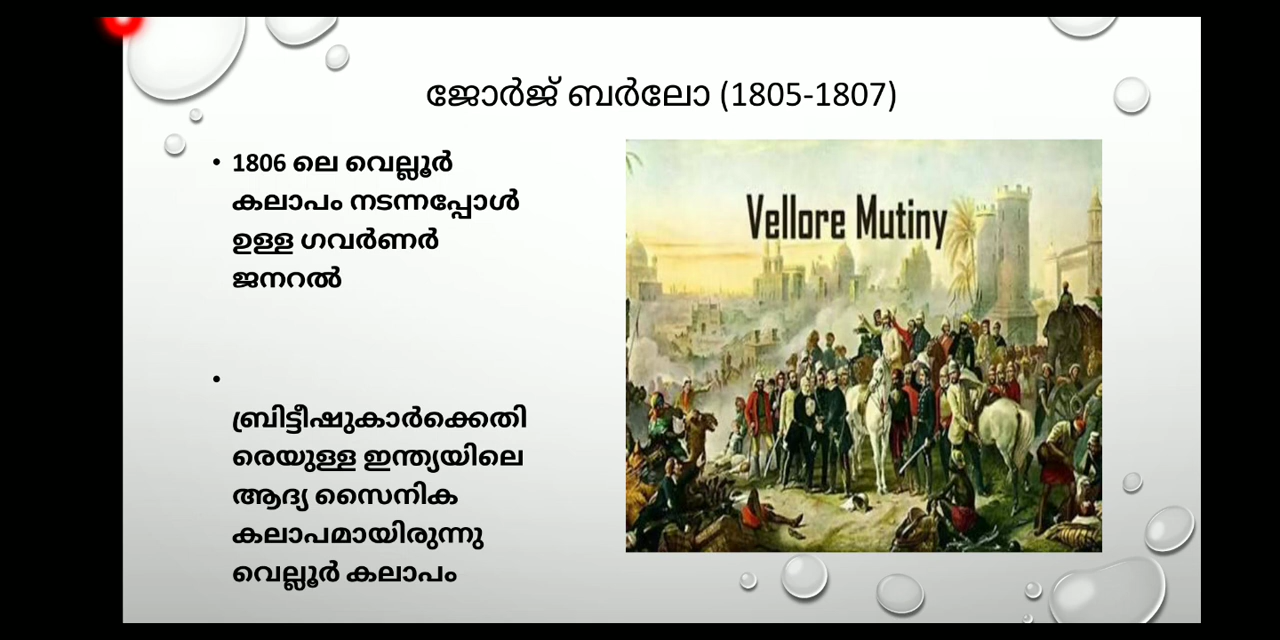 ജോർജ് ബർലോ (1805-1807)
• 1806 ലെ വെല്ലൂർ
കലാപം നടന്നപ്പോൾ
ഉള്ള ഗവർണർ
ജനറൽ
•
ബ്രിട്ടീഷുകാർക്കെതി
രെയുള്ള ഇന്ത്യയിലെ
ആദ്യ സൈനിക
കലാപമായിരുന്നു
വെല്ലൂർ കലാപം
Vellore Mutiny